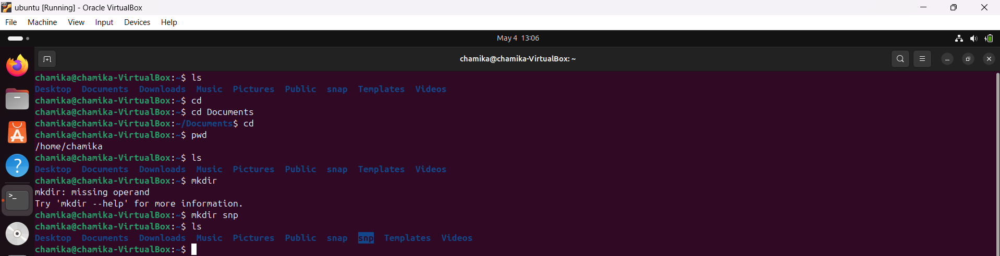 ubuntu [Running] - Oracle VirtualBox
File Machine View Input Devices Help
May 4 13:06
chamika@chamika-VirtualBox: ~
chamika@chamika-VirtualBox:~$ ls
Desktop Documents Downloads Music Pictures Public snap Templates Videos
chamika@chamika-VirtualBox:~$ cd
chamika@chamika-VirtualBox:~$ cd Documents
chamika@chamika-VirtualBox:~/Documents$ cd
chamika@chamika-VirtualBox:~$ pwd
/home/chamika
chamika@chamika-VirtualBox:~$ ls
Desktop Documents Downloads Music Pictures Public snap Templates Videos
chamika@chamika-VirtualBox:~$ mkdir
mkdir: missing operand
Try 'mkdir --help' for more information.
chamika@chamika-VirtualBox:~$ mkdir snp
chamika@chamika-VirtualBox:~$ ls
Desktop Documents Downloads Music Pictures Public snap snp Templates Videos
chamika@chamika-VirtualBox:~$